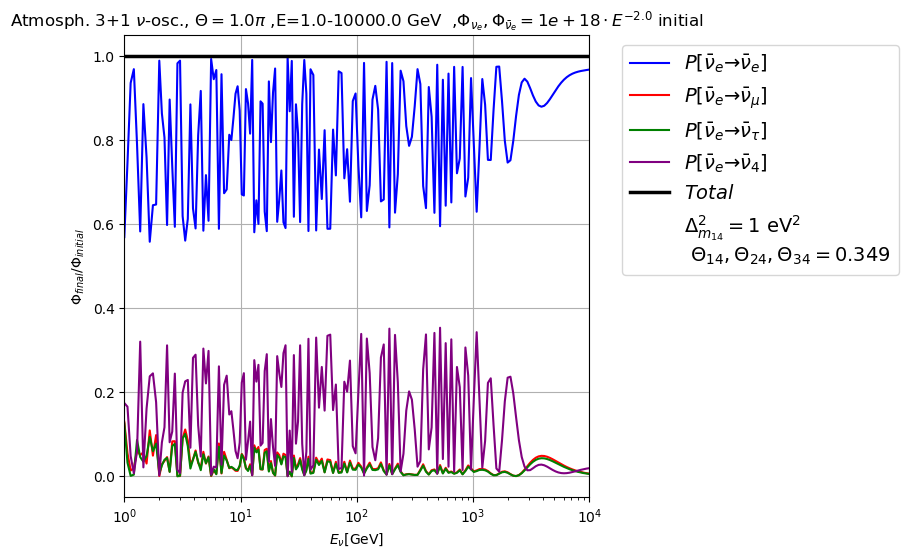 Atmosph. 3+1 ν-osc., Θ = 1.0π ,E=1.0-10000.0 GeV ,Φ_{ν_e}, Φ_{ν̄_e} = 1e + 18 · E^{−2.0} initial
P[ν̄_e→ν̄_e]
P[ν̄_e→ν̄_μ]
P[ν̄_e→ν̄_τ]
P[ν̄_e→ν̄_4]
Total
Δ^2_{m_{14}} = 1 eV^2
Θ_{14}, Θ_{24}, Θ_{34} = 0.349
Φ_{final}/Φ_{initial}
1.0
0.8
0.6
0.4
0.2
0.0
10^0 10^1 10^2 10^3 10^4
E_ν[GeV]